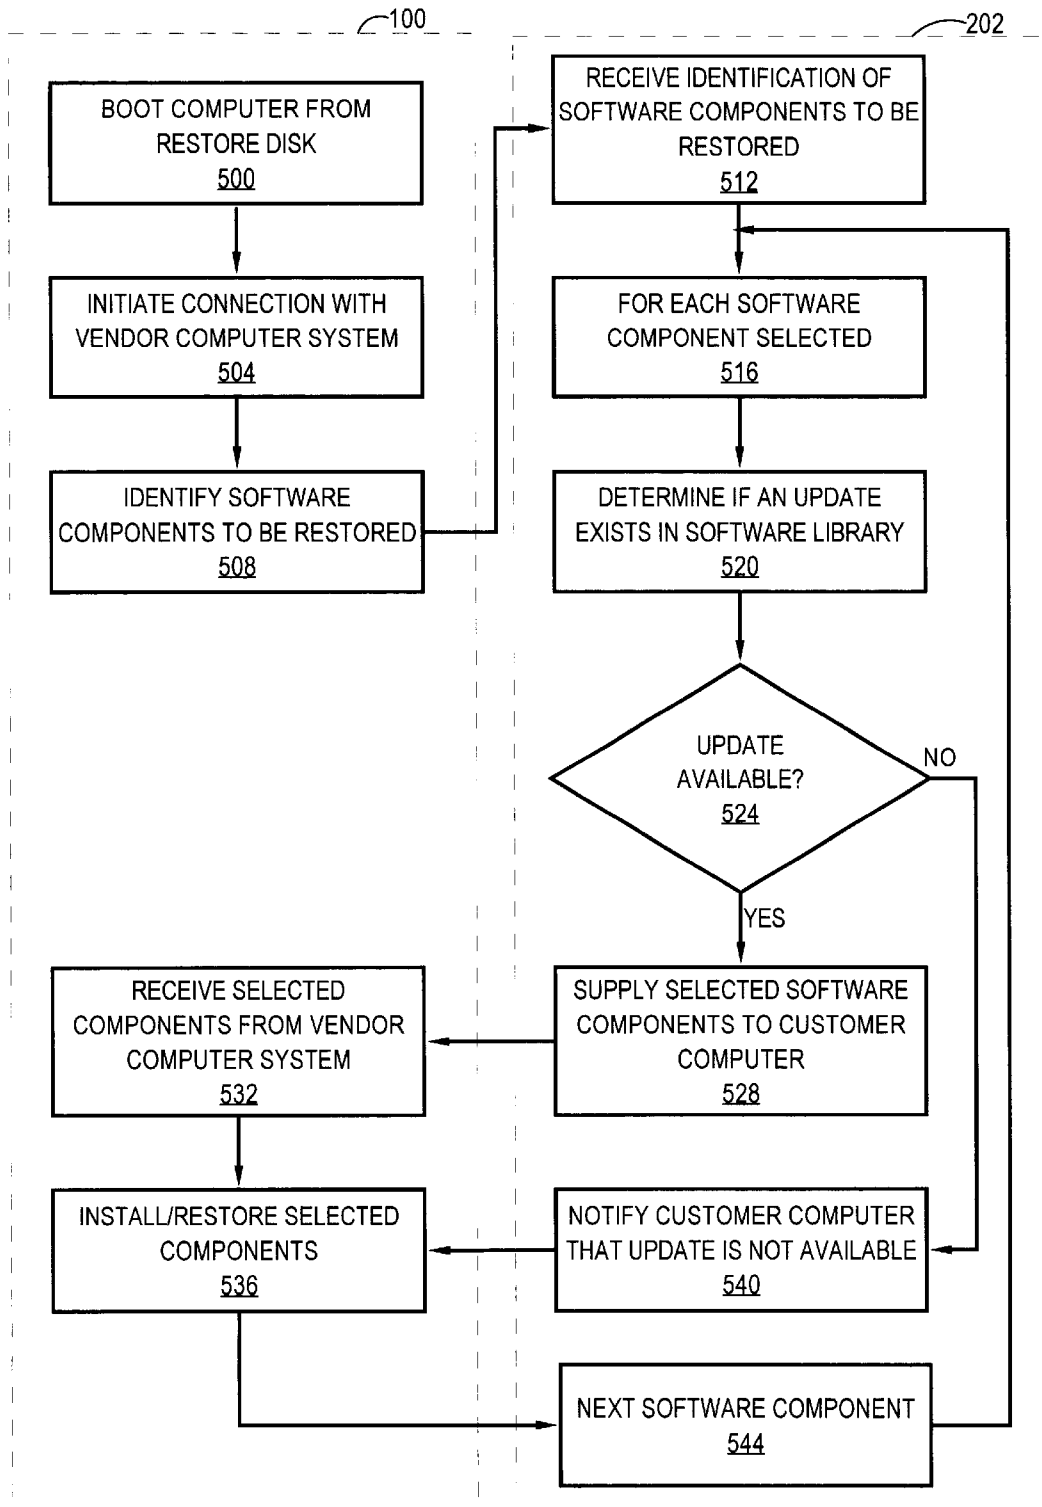 100
202
BOOT COMPUTER FROM
RESTORE DISK
500
INITIATE CONNECTION WITH
VENDOR COMPUTER SYSTEM
504
IDENTIFY SOFTWARE
COMPONENTS TO BE RESTORED
508
RECEIVE IDENTIFICATION OF
SOFTWARE COMPONENTS TO BE
RESTORED
512
FOR EACH SOFTWARE
COMPONENT SELECTED
516
DETERMINE IF AN UPDATE
EXISTS IN SOFTWARE LIBRARY
520
UPDATE
AVAILABLE?
524
NO
YES
SUPPLY SELECTED SOFTWARE
COMPONENTS TO CUSTOMER
COMPUTER
528
RECEIVE SELECTED
COMPONENTS FROM VENDOR
COMPUTER SYSTEM
532
INSTALL/RESTORE SELECTED
COMPONENTS
536
NOTIFY CUSTOMER COMPUTER
THAT UPDATE IS NOT AVAILABLE
540
NEXT SOFTWARE COMPONENT
544